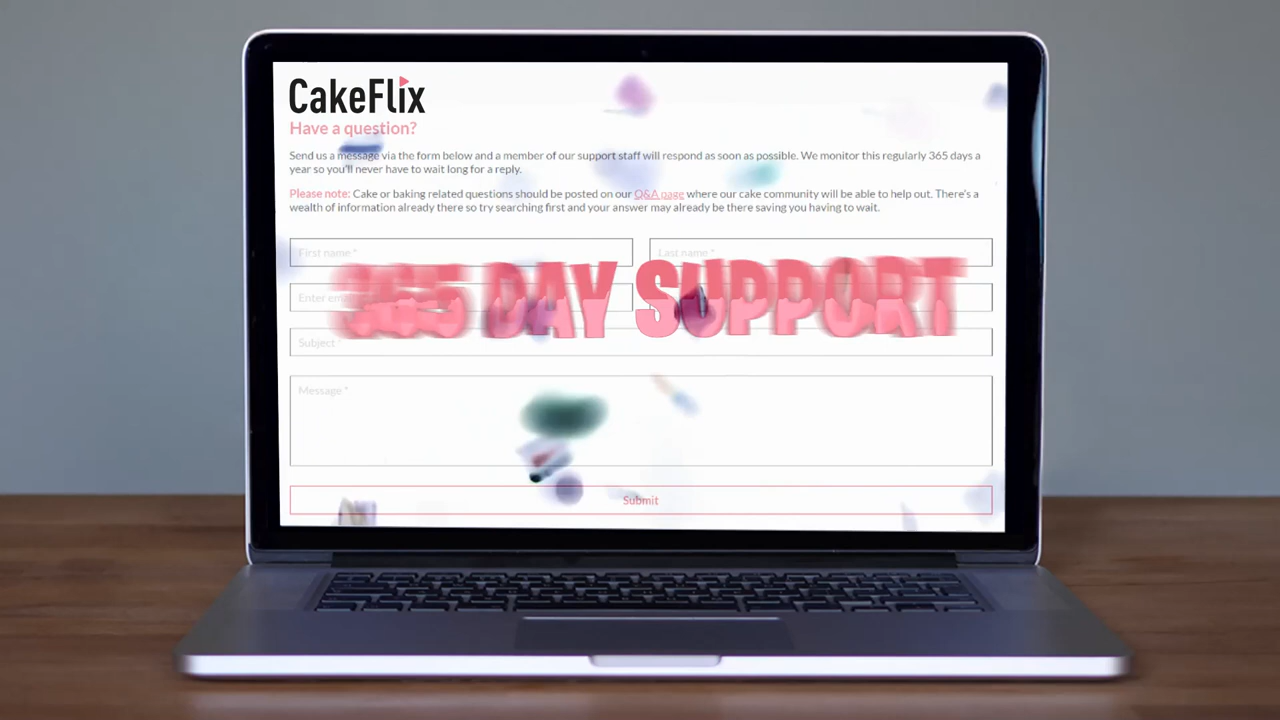 CakeFlix
Have a question?
Send us a message via the form below and a member of our support staff will respond as soon as possible. We monitor this regularly 365 days a
year so you'll never have to wait long for a reply.
Please note: Cake or baking related questions should be posted on our Q&A page where our cake community will be able to help out. There's a
wealth of information already there so try searching first and your answer may already be there saving you having to wait.
First name *
Last name *
Enter
365 DAY SUPPORT
Subject *
Message *
Submit